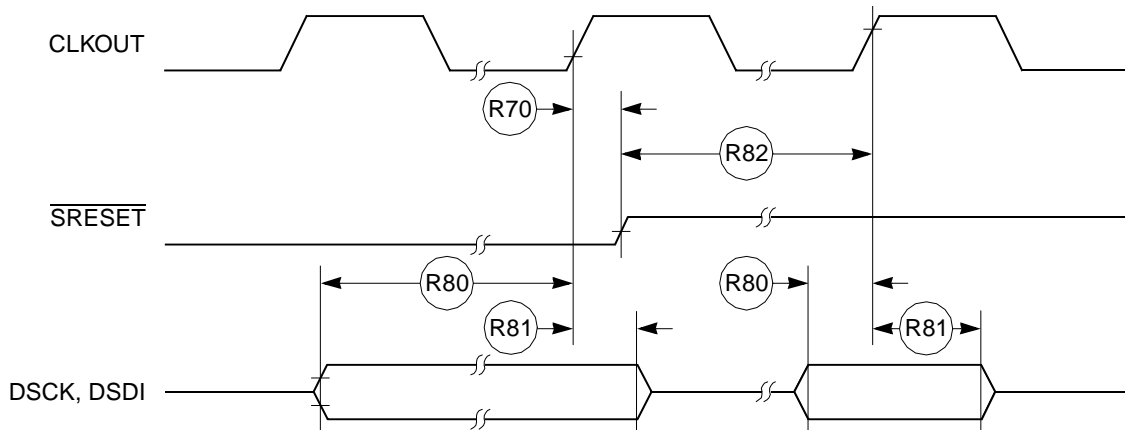 CLKOUT
R70
R82
SRESET
R80
R80
R81
R81
DSCK, DSDI